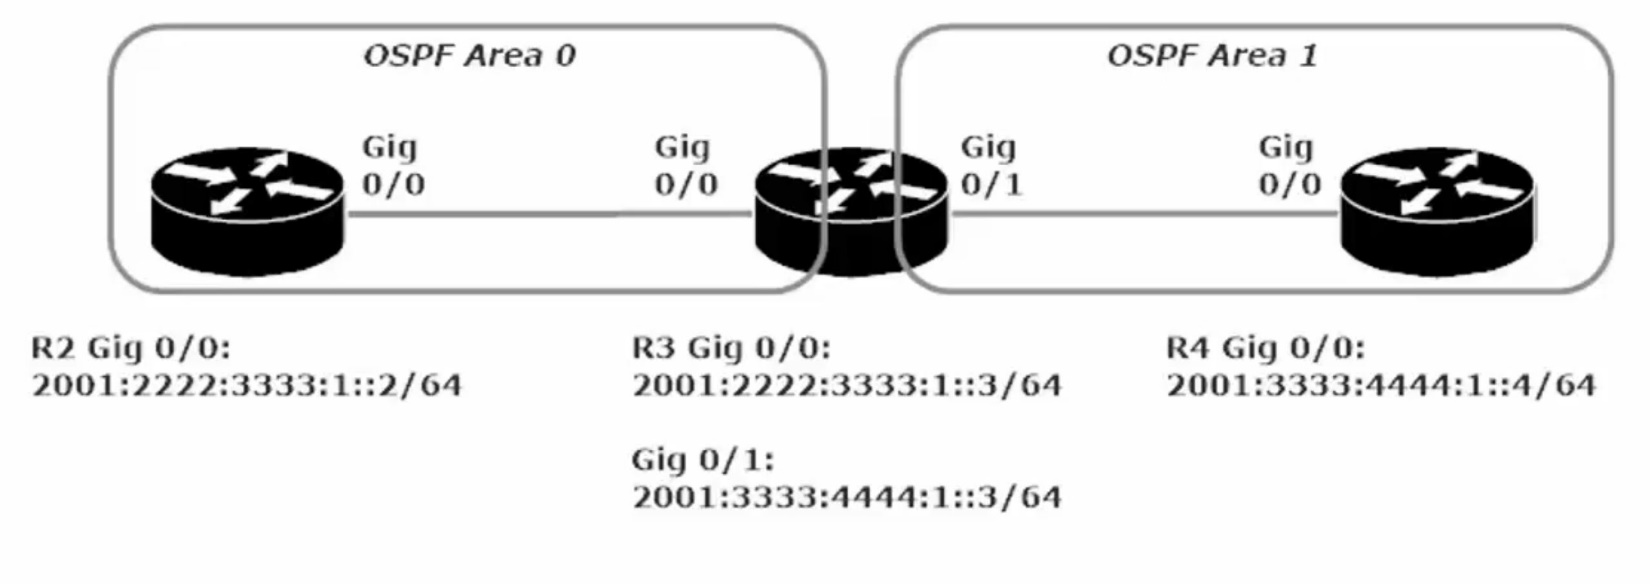 OSPF Area 0
OSPF Area 1
Gig
0/0
Gig
0/0
Gig
0/1
Gig
0/0
R2 Gig 0/0:
2001:2222:3333:1::2/64
R3 Gig 0/0:
2001:2222:3333:1::3/64
Gig 0/1:
2001:3333:4444:1::3/64
R4 Gig 0/0:
2001:3333:4444:1::4/64